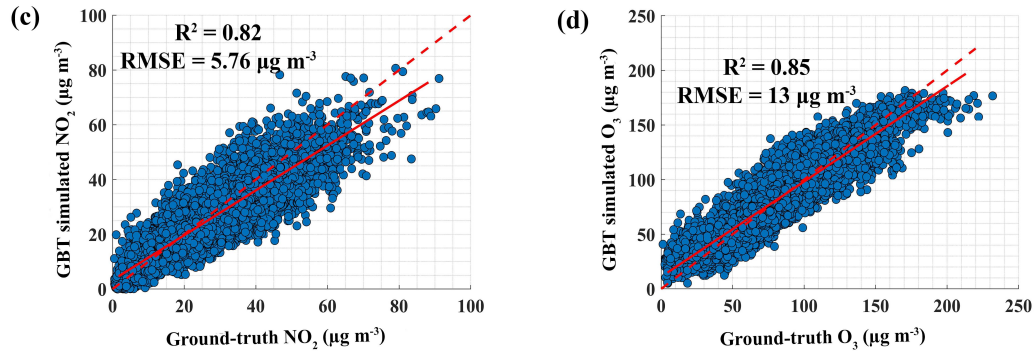 (c)
R² = 0.82
RMSE = 5.76 µg m⁻³
GBT simulated NO₂ (µg m⁻³)
100
80
60
40
20
0
0 20 40 60 80 100
Ground-truth NO₂ (µg m⁻³)
(d)
R² = 0.85
RMSE = 13 µg m⁻³
GBT simulated O₃ (µg m⁻³)
250
200
150
100
50
0
0 50 100 150 200 250
Ground-truth O₃ (µg m⁻³)